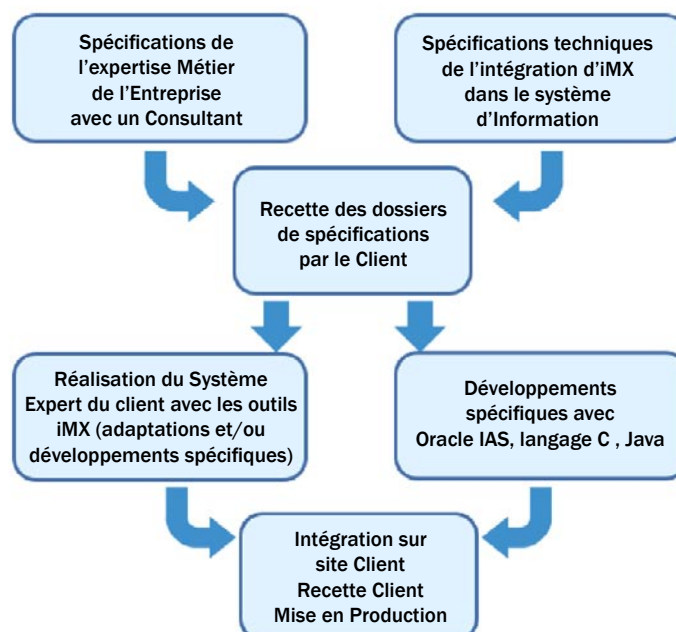 Spécifications de
l'expertise Métier
de l'Entreprise
avec un Consultant
Spécifications techniques
de l'intégration d'iMX
dans le système
d'Information
Recette des dossiers
de spécifications
par le Client
Réalisation du Système
Expert du client avec les outils
iMX (adaptations et/ou
développements spécifiques)
Développements
spécifiques avec
Oracle IAS, langage C , Java
Intégration sur
site Client
Recette Client
Mise en Production